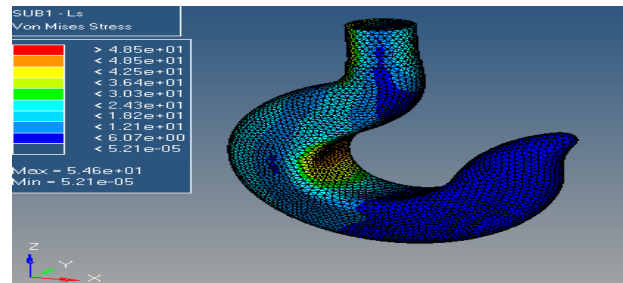 SUB1 - Ls
Von Mises Stress
> 4.85e+01
< 4.85e+01
< 4.25e+01
< 3.64e+01
< 3.03e+01
< 2.43e+01
< 1.82e+01
< 1.21e+01
< 6.07e+00
< 5.21e-05
Max = 5.46e+01
Min = 5.21e-05
Z
Y
X